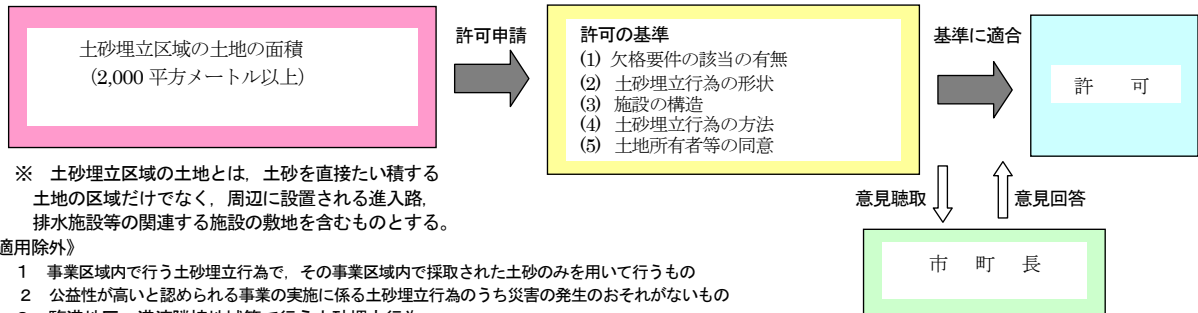 土砂埋立区域の土地の面積
(2,000 平方メートル以上)
許可申請
許可の基準
(1) 欠格要件の該当の有無
(2) 土砂埋立行為の形状
(3) 施設の構造
(4) 土砂埋立行為の方法
(5) 土地所有者等の同意
基準に適合
許 可
※ 土砂埋立区域の土地とは，土砂を直接たい積する
土地の区域だけでなく，周辺に設置される進入路，
排水施設等の関連する施設の敷地を含むものとする。
意見聴取
意見回答
市 町 長
適用除外》
1 事業区域内で行う土砂埋立行為で，その事業区域内で採取された土砂のみを用いて行うもの
2 公益性が高いと認められる事業の実施に係る土砂埋立行為のうち災害の発生のおそれがないもの